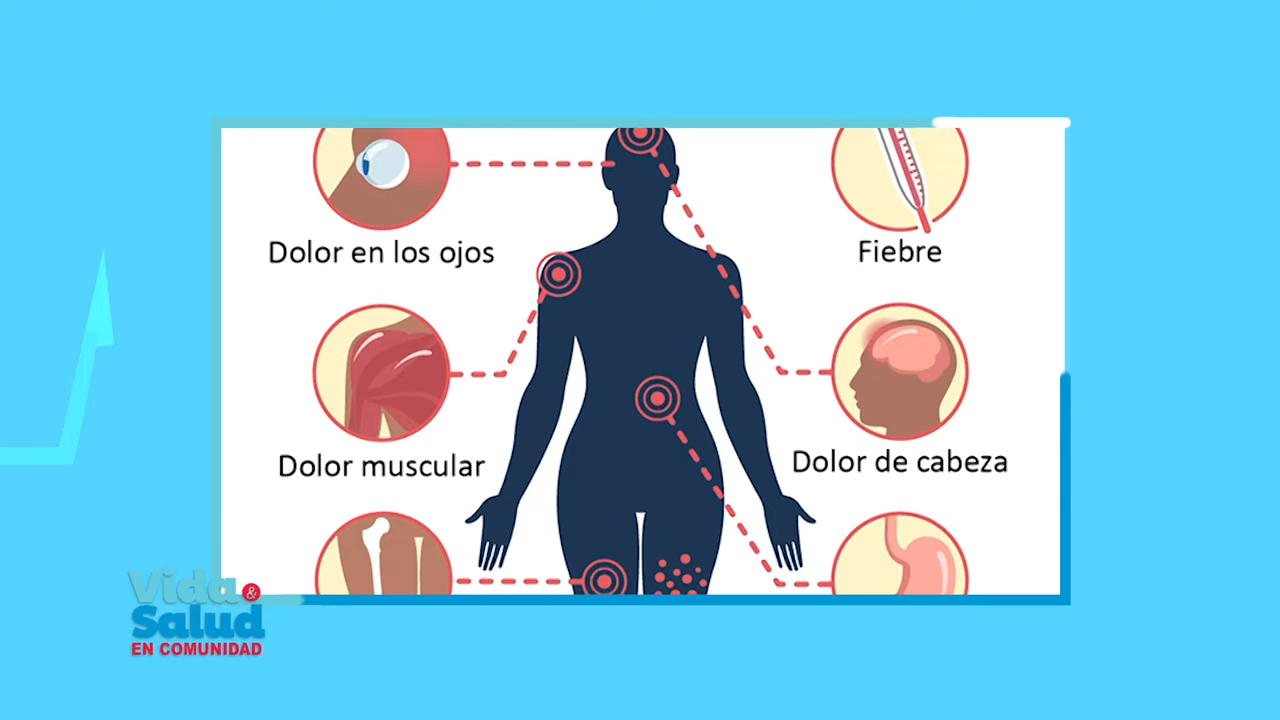 Dolor en los ojos
Fiebre
Dolor muscular
Dolor de cabeza
Vida &
Salud
EN COMUNIDAD